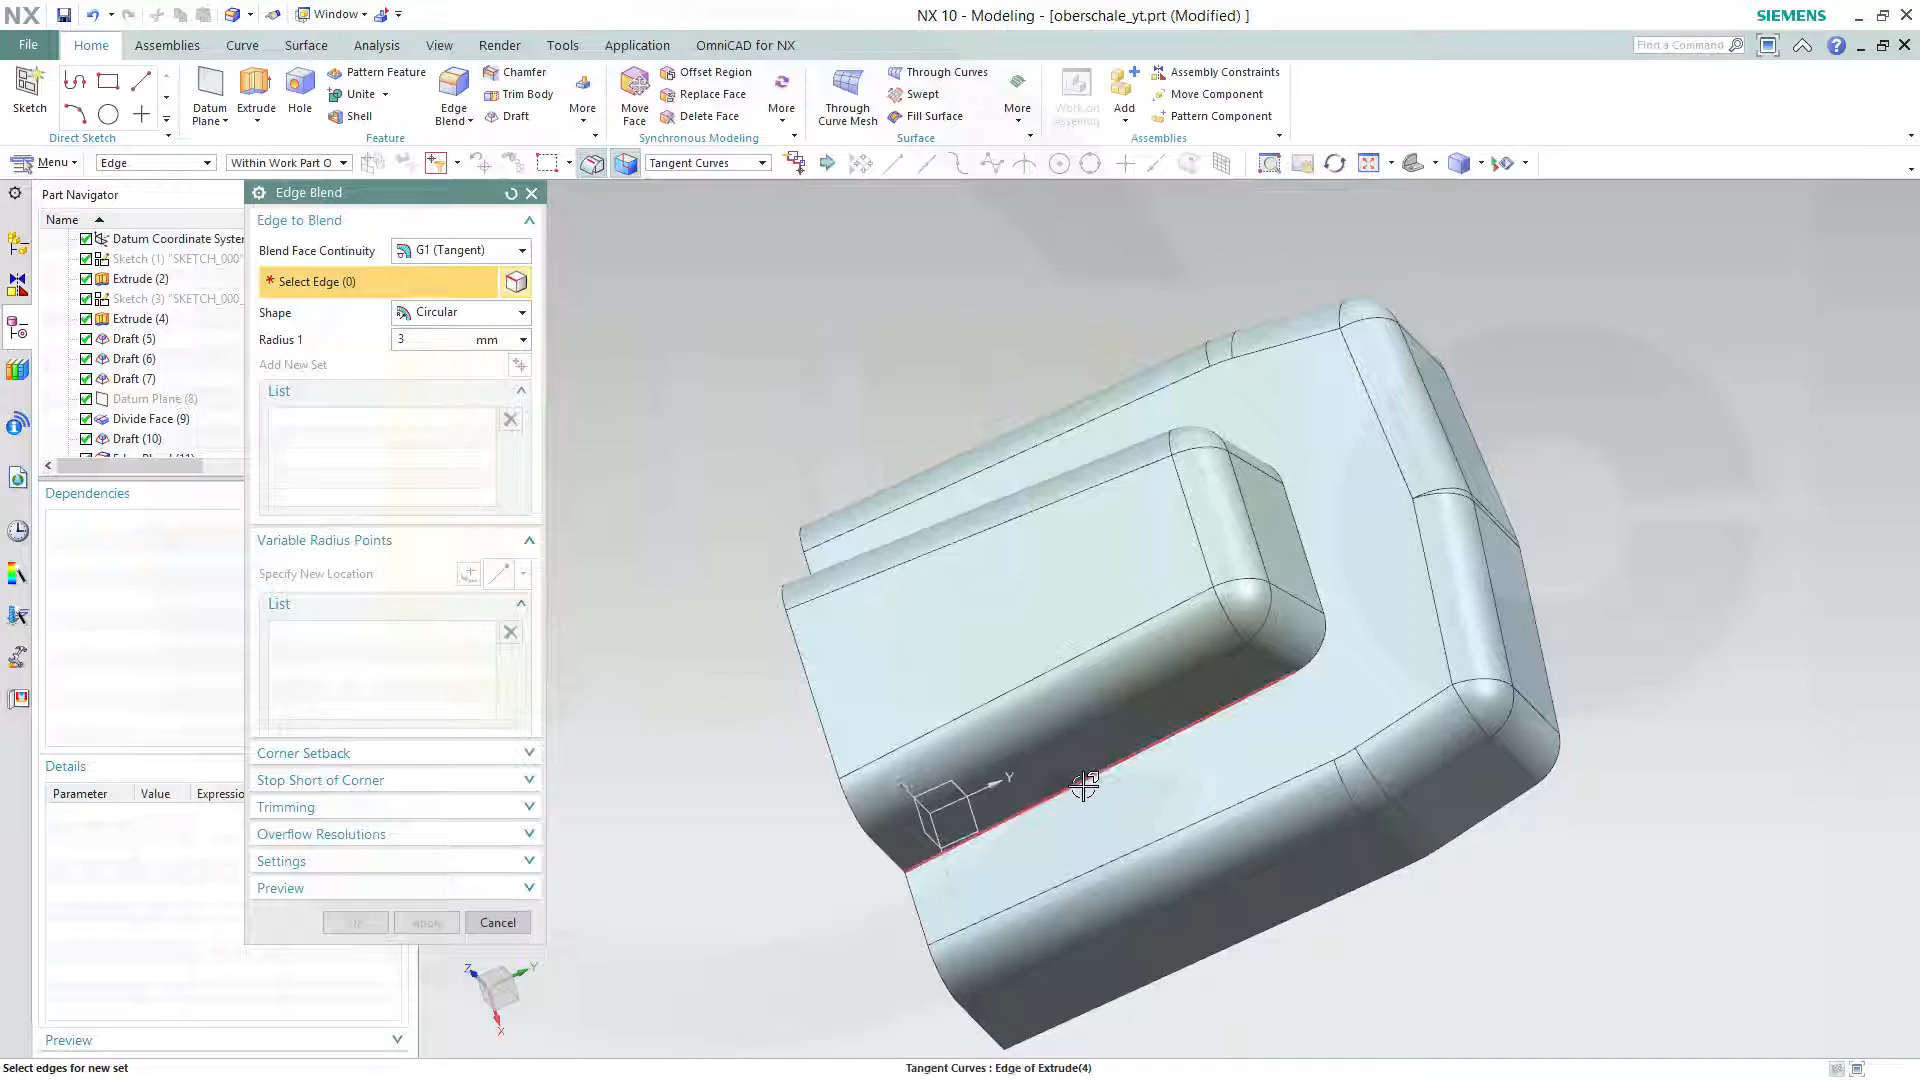 NX
Window
NX 10 - Modeling - [oberschale_yt.prt (Modified) ]
SIEMENS
File
Home
Assemblies
Curve
Surface
Analysis
View
Render
Tools
Application
OmniCAD for NX
Find a Command
Sketch
Direct Sketch
Datum
Plane
Extrude
Hole
Pattern Feature
Unite
Shell
Edge
Blend
Chamfer
Trim Body
Draft
More
Feature
Move
Face
Offset Region
Replace Face
Delete Face
More
Synchronous Modeling
Through
Curve Mesh
Through Curves
Swept
Fill Surface
More
Surface
Work on
Assembly
Add
Assembly Constraints
Move Component
Pattern Component
Assemblies
Menu
Edge
Within Work Part O
Tangent Curves
Part Navigator
Name
Datum Coordinate System
Sketch (1) "SKETCH_000"
Extrude (2)
Sketch (3) "SKETCH_000_
Extrude (4)
Draft (5)
Draft (6)
Draft (7)
Datum Plane (8)
Divide Face (9)
Draft (10)
Dependencies
Details
Parameter
Value
Expressio
Preview
Edge Blend
Edge to Blend
Blend Face Continuity
G1 (Tangent)
* Select Edge (0)
Shape
Circular
Radius 1
3
mm
Add New Set
List
Variable Radius Points
Specify New Location
List
Corner Setback
Stop Short of Corner
Trimming
Overflow Resolutions
Settings
Preview
Apply
Cancel
Y
Z
Y
X
Select edges for new set
Tangent Curves : Edge of Extrude(4)